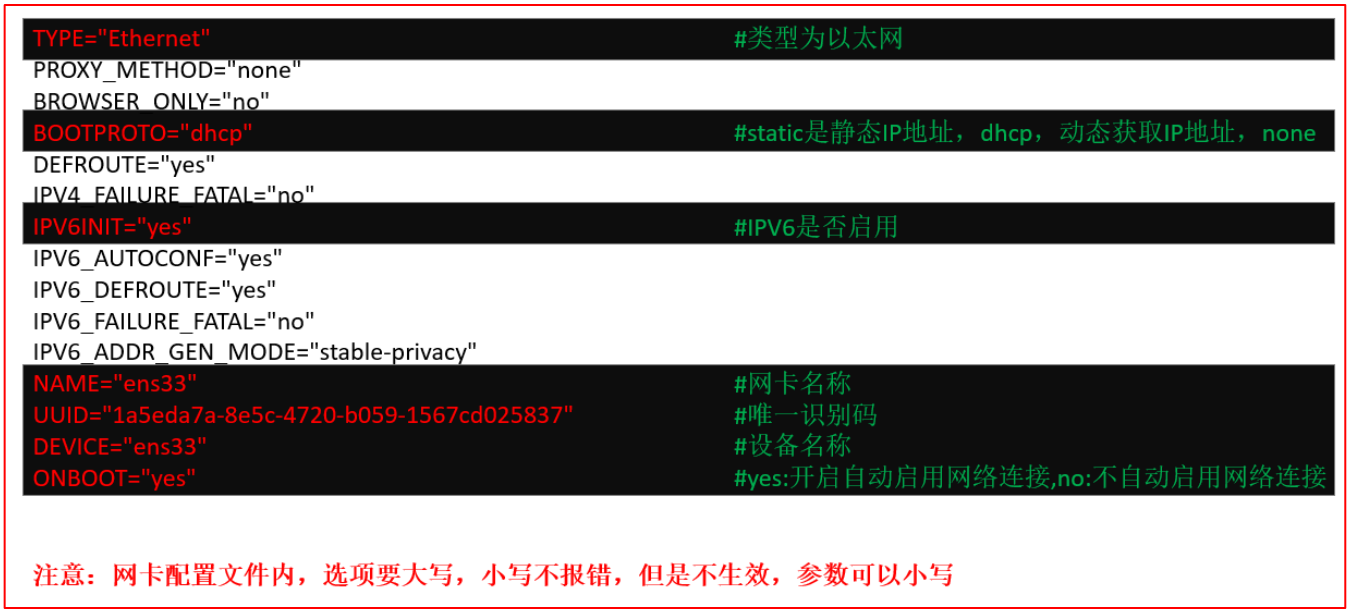 TYPE="Ethernet" #类型为以太网
PROXY_METHOD="none"
BROWSER_ONLY="no"
BOOTPROTO="dhcp" #static是静态IP地址，dhcp，动态获取IP地址，none
DEFROUTE="yes"
IPV4_FAILURE_FATAL="no"
IPV6INIT="yes" #IPV6是否启用
IPV6_AUTOCONF="yes"
IPV6_DEFROUTE="yes"
IPV6_FAILURE_FATAL="no"
IPV6_ADDR_GEN_MODE="stable-privacy"
NAME="ens33" #网卡名称
UUID="1a5eda7a-8e5c-4720-b059-1567cd025837" #唯一识别码
DEVICE="ens33" #设备名称
ONBOOT="yes" #yes:开启自动启用网络连接,no:不自动启用网络连接
注意：网卡配置文件内，选项要大写，小写不报错，但是不生效，参数可以小写